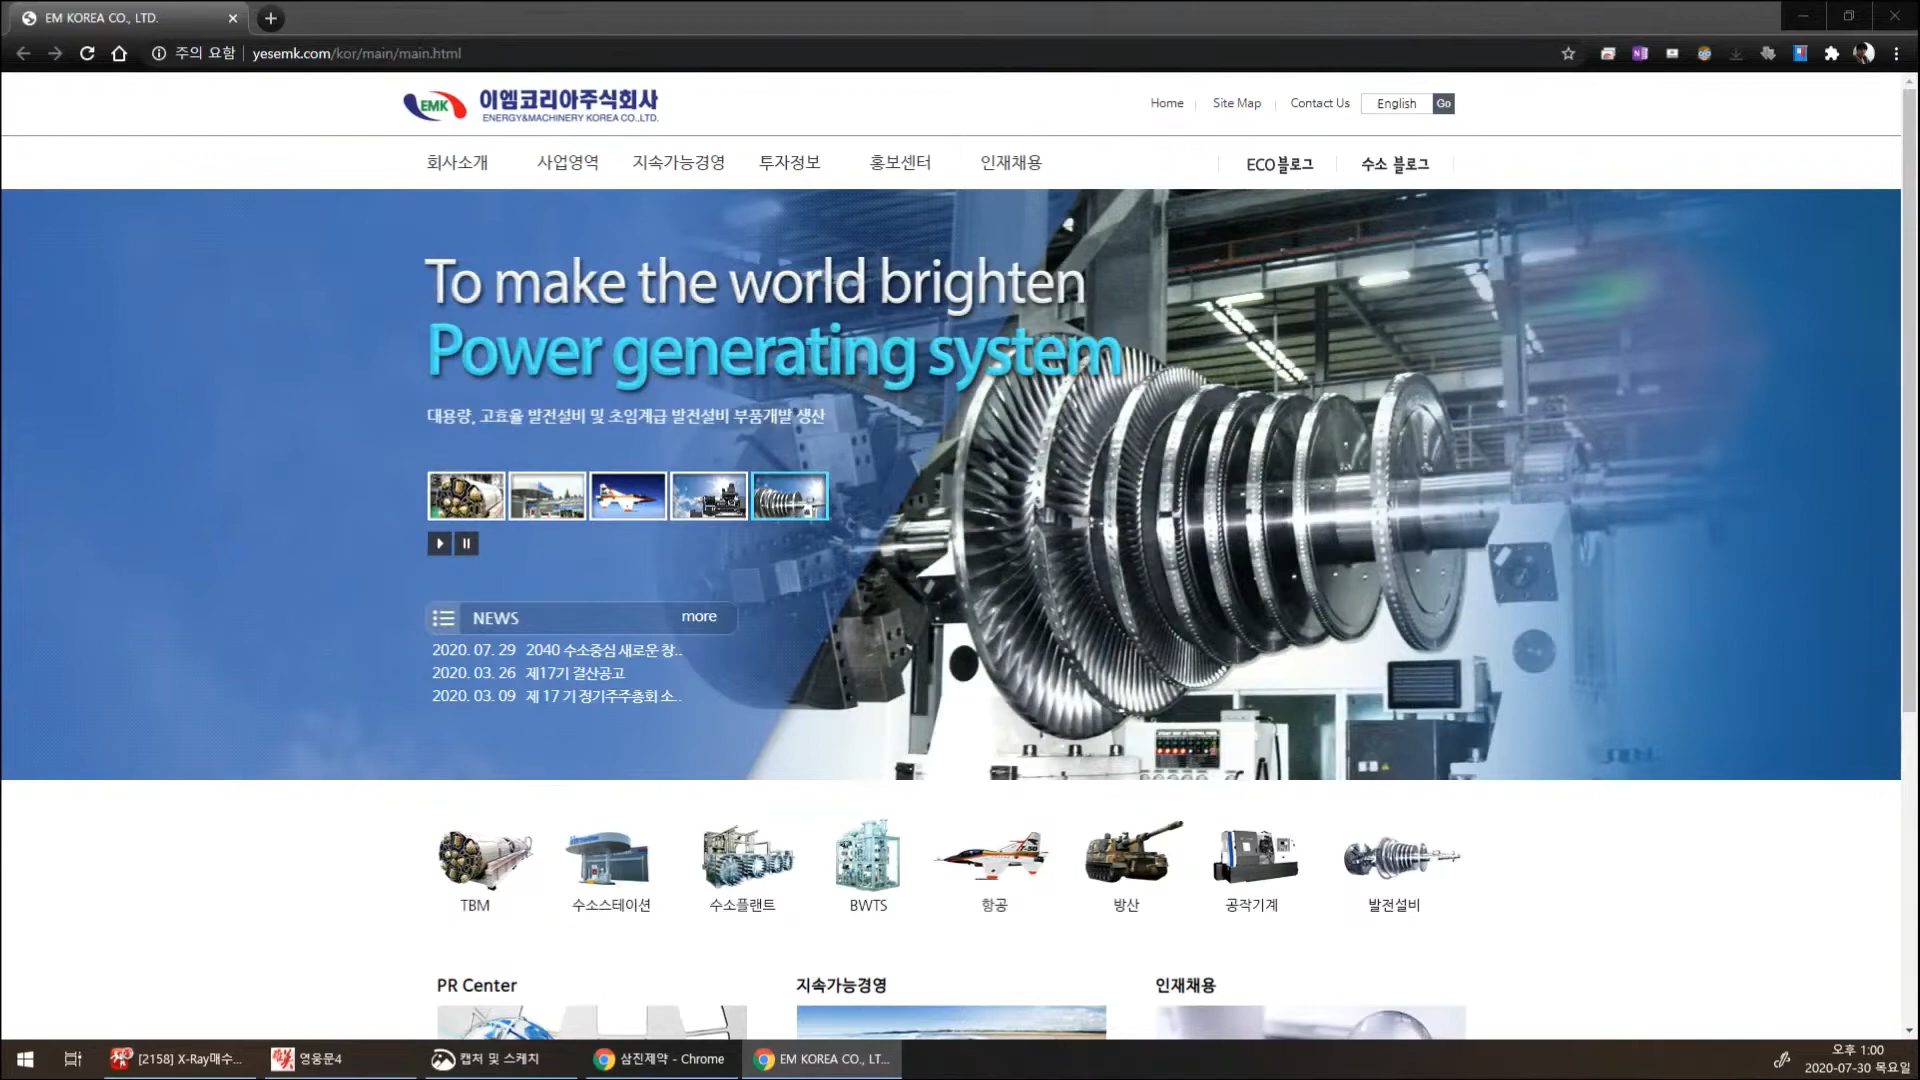 EM KOREA CO., LTD.
주의 요함 yesemk.com/kor/main/main.html
EMK 이엠코리아주식회사
ENERGY&MACHINERY KOREA CO.,LTD.
Home Site Map Contact Us English Go
회사소개 사업영역 지속가능경영 투자정보 홍보센터 인재채용 ECO블로그 수소 블로그
To make the world brighten
Power generating system
대용량, 고효율 발전설비 및 초임계급 발전설비 부품개발 생산
NEWS more
2020. 07. 29 2040 수소중심 새로운 창..
2020. 03. 26 제17기 결산공고
2020. 03. 09 제 17 기 정기주주총회 소..
TBM 수소스테이션 수소플랜트 BWTS 항공 방산 공작기계 발전설비
PR Center 지속가능경영 인재채용
[2158] X-Ray매수... 영웅문4 캡처 및 스케치 삼진제약 - Chrome EM KOREA CO., LT...
오후 1:00
2020-07-30 목요일